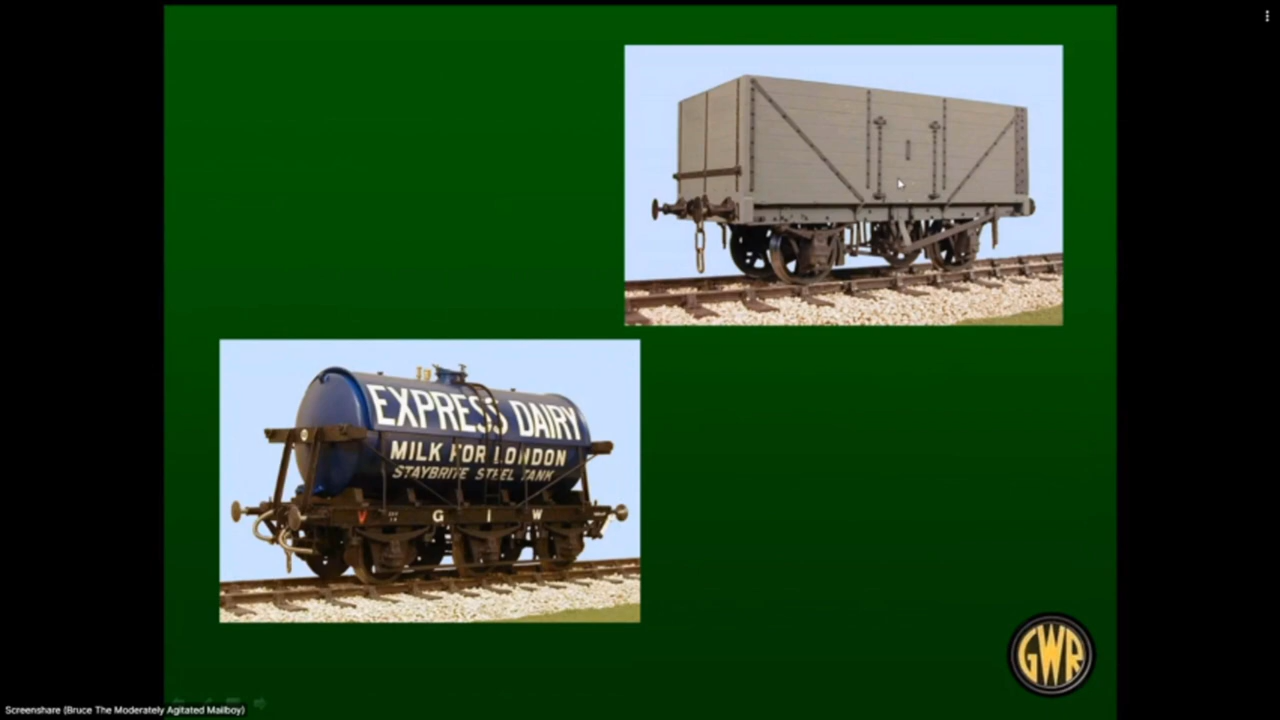 EXPRESS DAIRY
MILK FOR LONDON
STAYBRITE STEEL TANK
G W
GWR
Screenshare (Bruce The Moderately Agitated Mailboy)